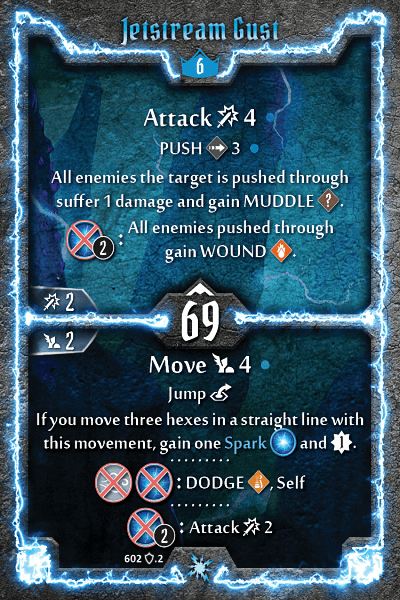 Jetstream Gust
6
Attack 4
PUSH 3
All enemies the target is pushed through
suffer 1 damage and gain MUDDLE ?.
2 : All enemies pushed through
gain WOUND .
2
69
2
Move 4
Jump
If you move three hexes in a straight line with
this movement, gain one Spark and 1.
: DODGE , Self
2 : Attack 2
602 .2